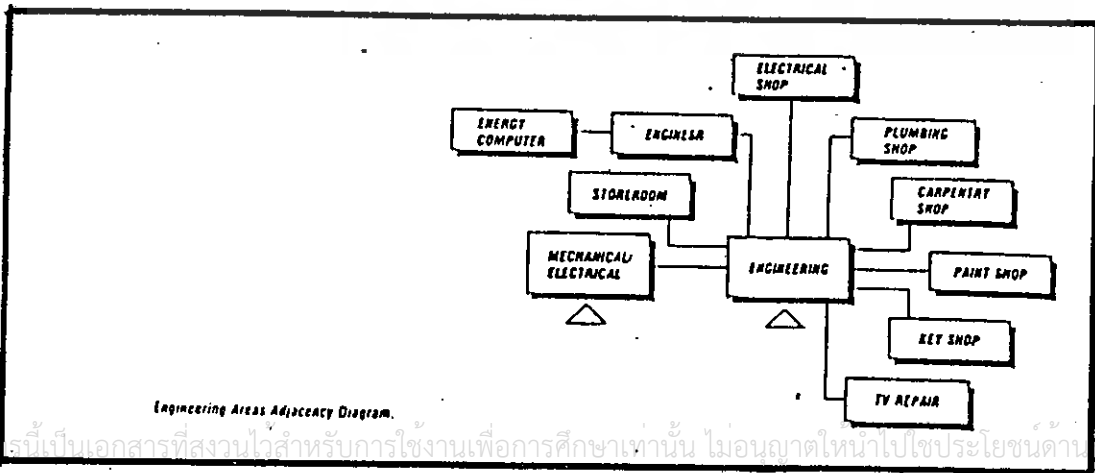 ELECTRICAL
SHOP
ENERGY
COMPUTER
ENGINEER
PLUMBING
SHOP
STOREROOM
CARPENTRY
SHOP
MECHANICAL/
ELECTRICAL
ENGINEERING
PAINT SHOP
KEY SHOP
TV REPAIR
Engineering Areas Adjacency Diagram.
รนี้เป็นเอกสารที่สงวนไว้สำหรับการใช้งานเพื่อการศึกษาเท่านั้น ไม่อนุญาตให้นำไปใช้ประโยชน์ด้าน